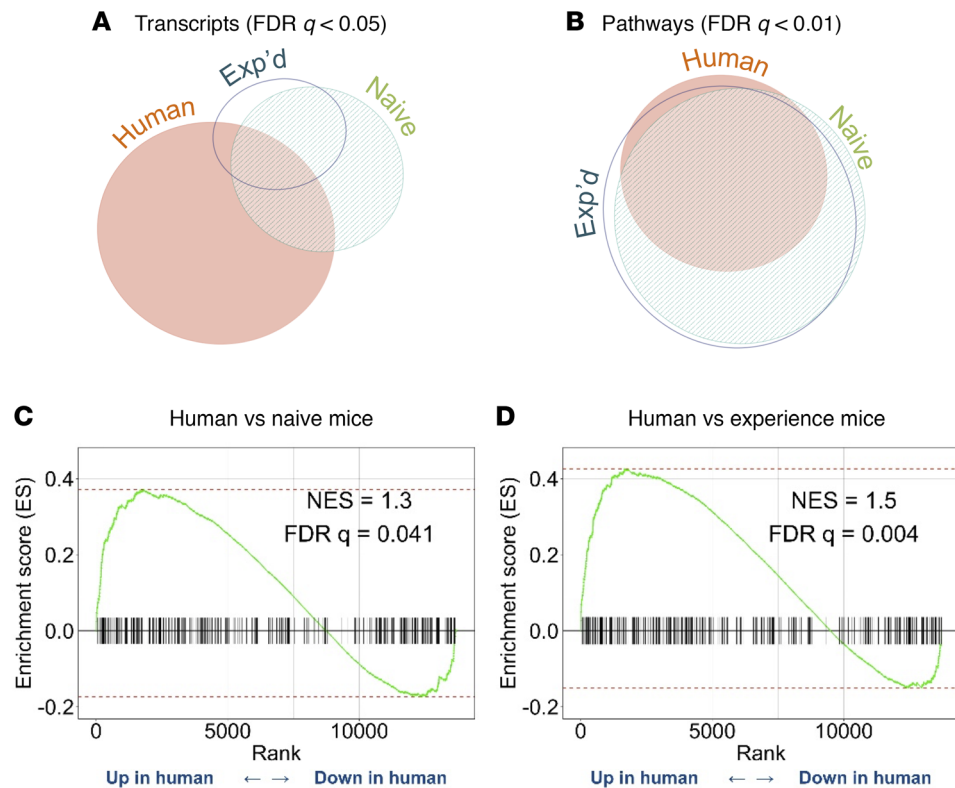 A Transcripts (FDR q < 0.05)
Human
Exp'd
Naive
B Pathways (FDR q < 0.01)
Human
Naive
Exp'd
C Human vs naive mice
Enrichment score (ES)
0.4
0.2
0.0
-0.2
NES = 1.3
FDR q = 0.041
0 5000 10000
Rank
Up in human ← → Down in human
D Human vs experience mice
Enrichment score (ES)
0.4
0.2
0.0
-0.2
NES = 1.5
FDR q = 0.004
0 5000 10000
Rank
Up in human ← → Down in human